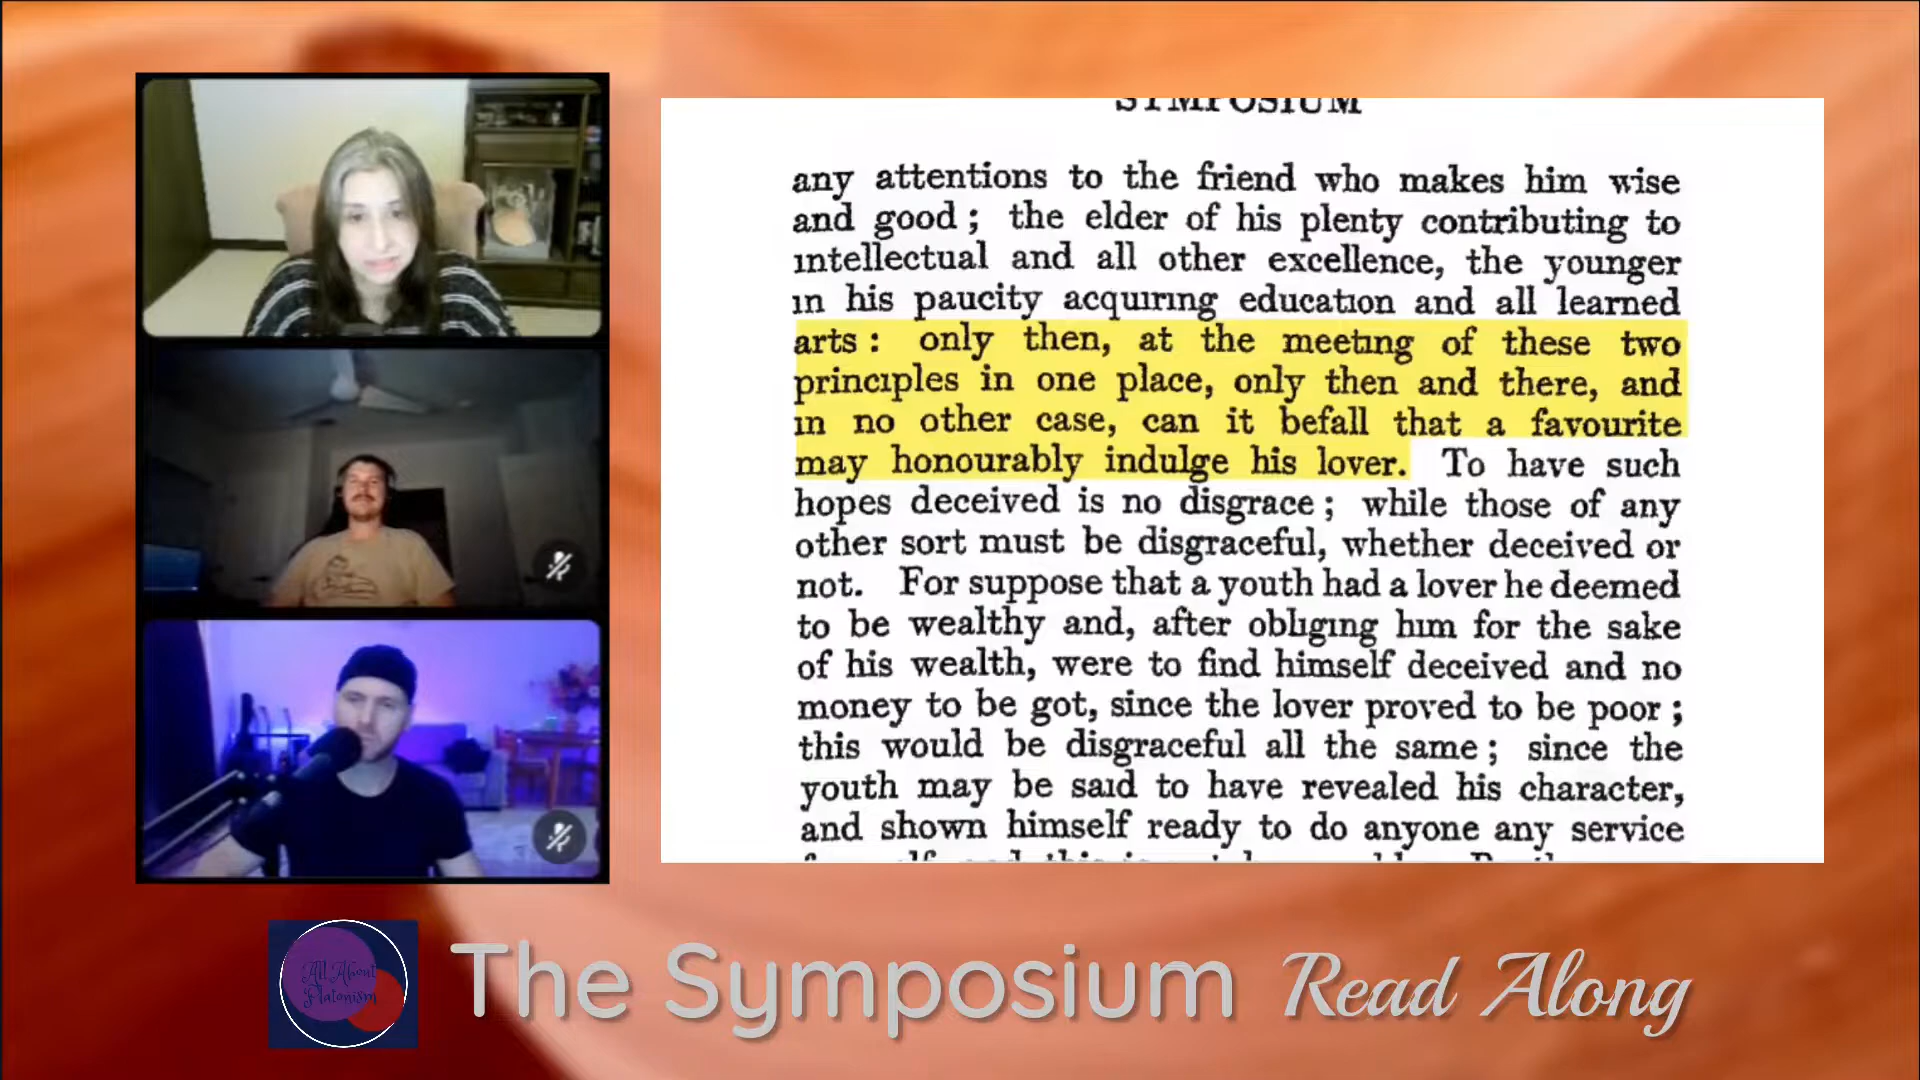 SYMPOSIUM
any attentions to the friend who makes him wise
and good ; the elder of his plenty contributing to
intellectual and all other excellence, the younger
in his paucity acquiring education and all learned
arts : only then, at the meeting of these two
principles in one place, only then and there, and
in no other case, can it befall that a favourite
may honourably indulge his lover. To have such
hopes deceived is no disgrace ; while those of any
other sort must be disgraceful, whether deceived or
not. For suppose that a youth had a lover he deemed
to be wealthy and, after obliging him for the sake
of his wealth, were to find himself deceived and no
money to be got, since the lover proved to be poor ;
this would be disgraceful all the same ; since the
youth may be said to have revealed his character,
and shown himself ready to do anyone any service
All About
Platonism
The Symposium Read Along